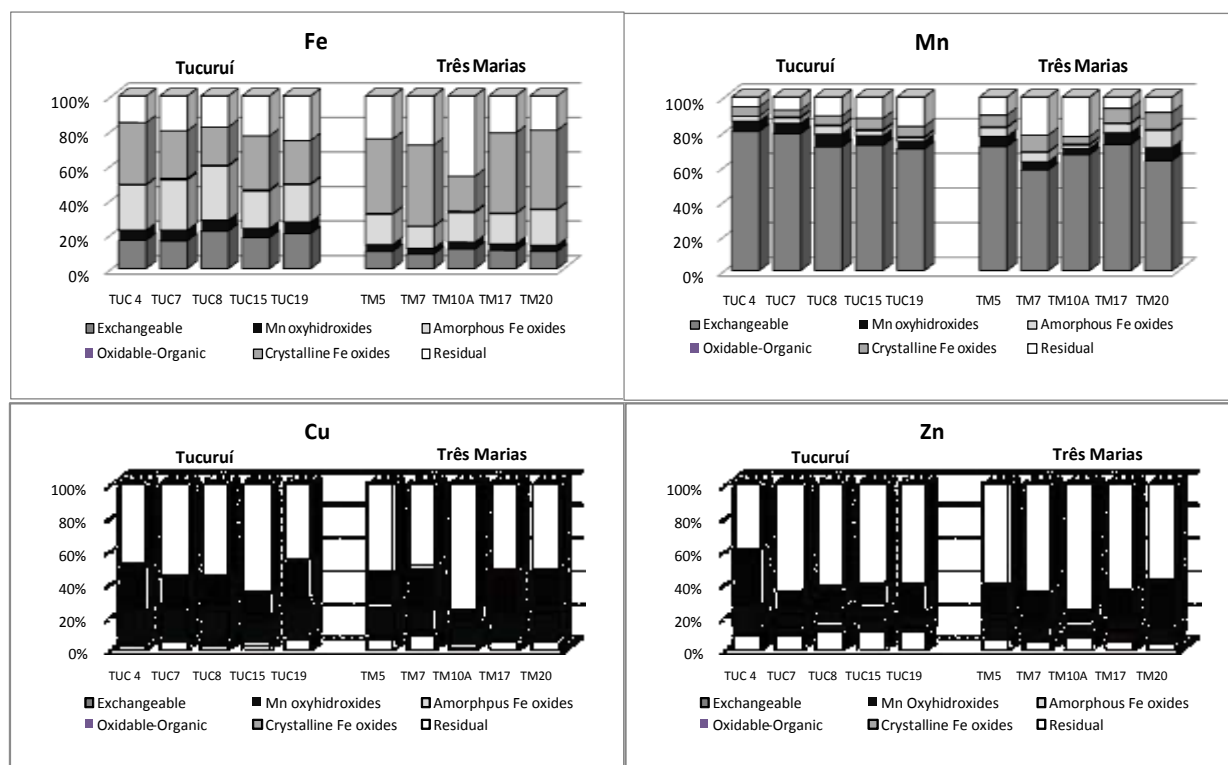 Fe
Tucuruí Três Marias
100%
80%
60%
40%
20%
0%
TUC 4 TUC7 TUC8 TUC15 TUC19 TM5 TM7 TM10A TM17 TM20
Exchangeable Mn oxyhidroxides Amorphous Fe oxides
Oxidable-Organic Crystalline Fe oxides Residual
Mn
Tucuruí Três Marias
100%
80%
60%
40%
20%
0%
TUC 4 TUC7 TUC8 TUC15 TUC19 TM5 TM7 TM10A TM17 TM20
Exchangeable Mn oxyhidroxides Amorphous Fe oxides
Oxidable-Organic Crystalline Fe oxides Residual
Cu
Tucuruí Três Marias
100%
80%
60%
40%
20%
0%
TUC 4 TUC7 TUC8 TUC15 TUC19 TM5 TM7 TM10A TM17 TM20
Exchangeable Mn oxyhidroxides Amorphpus Fe oxides
Oxidable-Organic Crystalline Fe oxides Residual
Zn
Tucuruí Três Marias
100%
80%
60%
40%
20%
0%
TUC 4 TUC7 TUC8 TUC15 TUC19 TM5 TM7 TM10A TM17 TM20
Exchangeable Mn Oxyhidroxides Amorphous Fe oxides
Oxidable-Organic Crystalline Fe oxides Residual